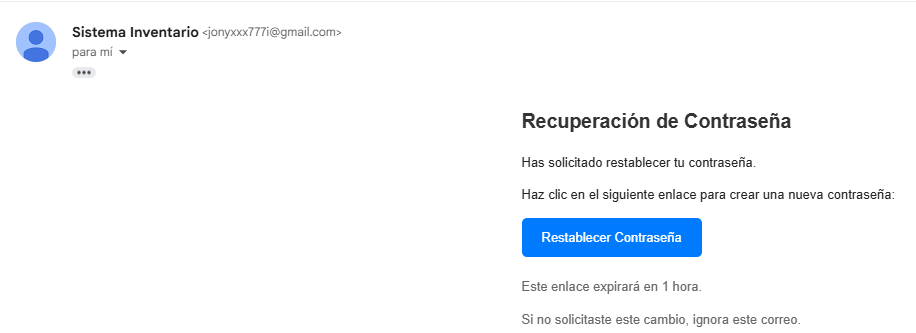 Sistema Inventario <jonyxxx777i@gmail.com>
para mí
Recuperación de Contraseña
Has solicitado restablecer tu contraseña.
Haz clic en el siguiente enlace para crear una nueva contraseña:
Restablecer Contraseña
Este enlace expirará en 1 hora.
Si no solicitaste este cambio, ignora este correo.